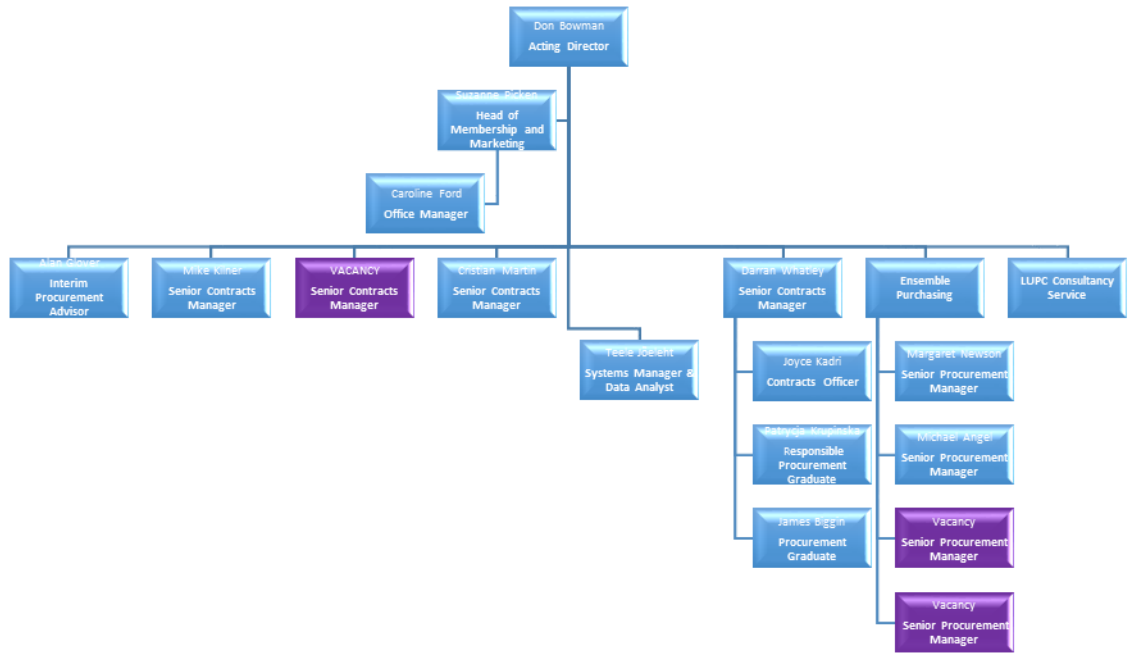 Don Bowman
Acting Director
Suzanne Picken
Head of
Membership and
Marketing
Caroline Ford
Office Manager
Alan Glover
Interim
Procurement
Advisor
Mike Kilner
Senior Contracts
Manager
VACANCY
Senior Contracts
Manager
Cristian Martin
Senior Contracts
Manager
Darran Whatley
Senior Contracts
Manager
Ensemble
Purchasing
LUPC Consultancy
Service
Teele Joelent
Systems Manager &
Data Analyst
Joyce Kadri
Contracts Officer
Patrycja Krupinska
Responsible
Procurement
Graduate
James Biggin
Procurement
Graduate
Margaret Newson
Senior Procurement
Manager
Michael Angel
Senior Procurement
Manager
Vacancy
Senior Procurement
Manager
Vacancy
Senior Procurement
Manager